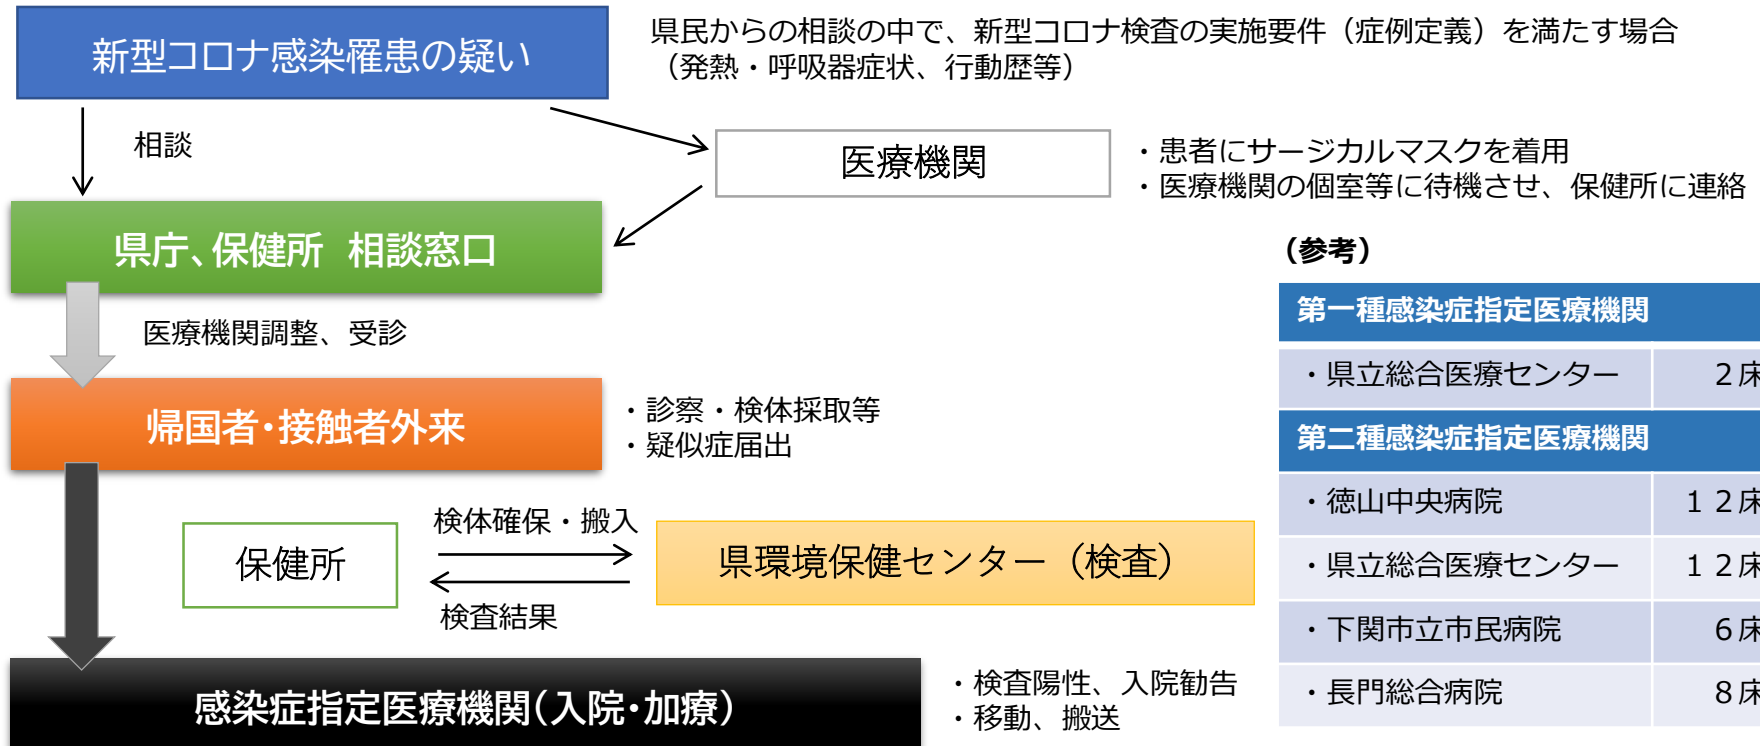 新型コロナ感染罹患の疑い
県民からの相談の中で、新型コロナ検査の実施要件（症例定義）を満たす場合
（発熱・呼吸器症状、行動歴等）
相談
医療機関
・患者にサージカルマスクを着用
・医療機関の個室等に待機させ、保健所に連絡
県庁、保健所 相談窓口
医療機関調整、受診
帰国者・接触者外来
・診察・検体採取等
・疑似症届出
保健所
検体確保・搬入
検査結果
県環境保健センター（検査）
感染症指定医療機関（入院・加療）
・検査陽性、入院勧告
・移動、搬送
（参考）
第一種感染症指定医療機関
・県立総合医療センター ２床
第二種感染症指定医療機関
・徳山中央病院 １２床
・県立総合医療センター １２床
・下関市立市民病院 ６床
・長門総合病院 ８床